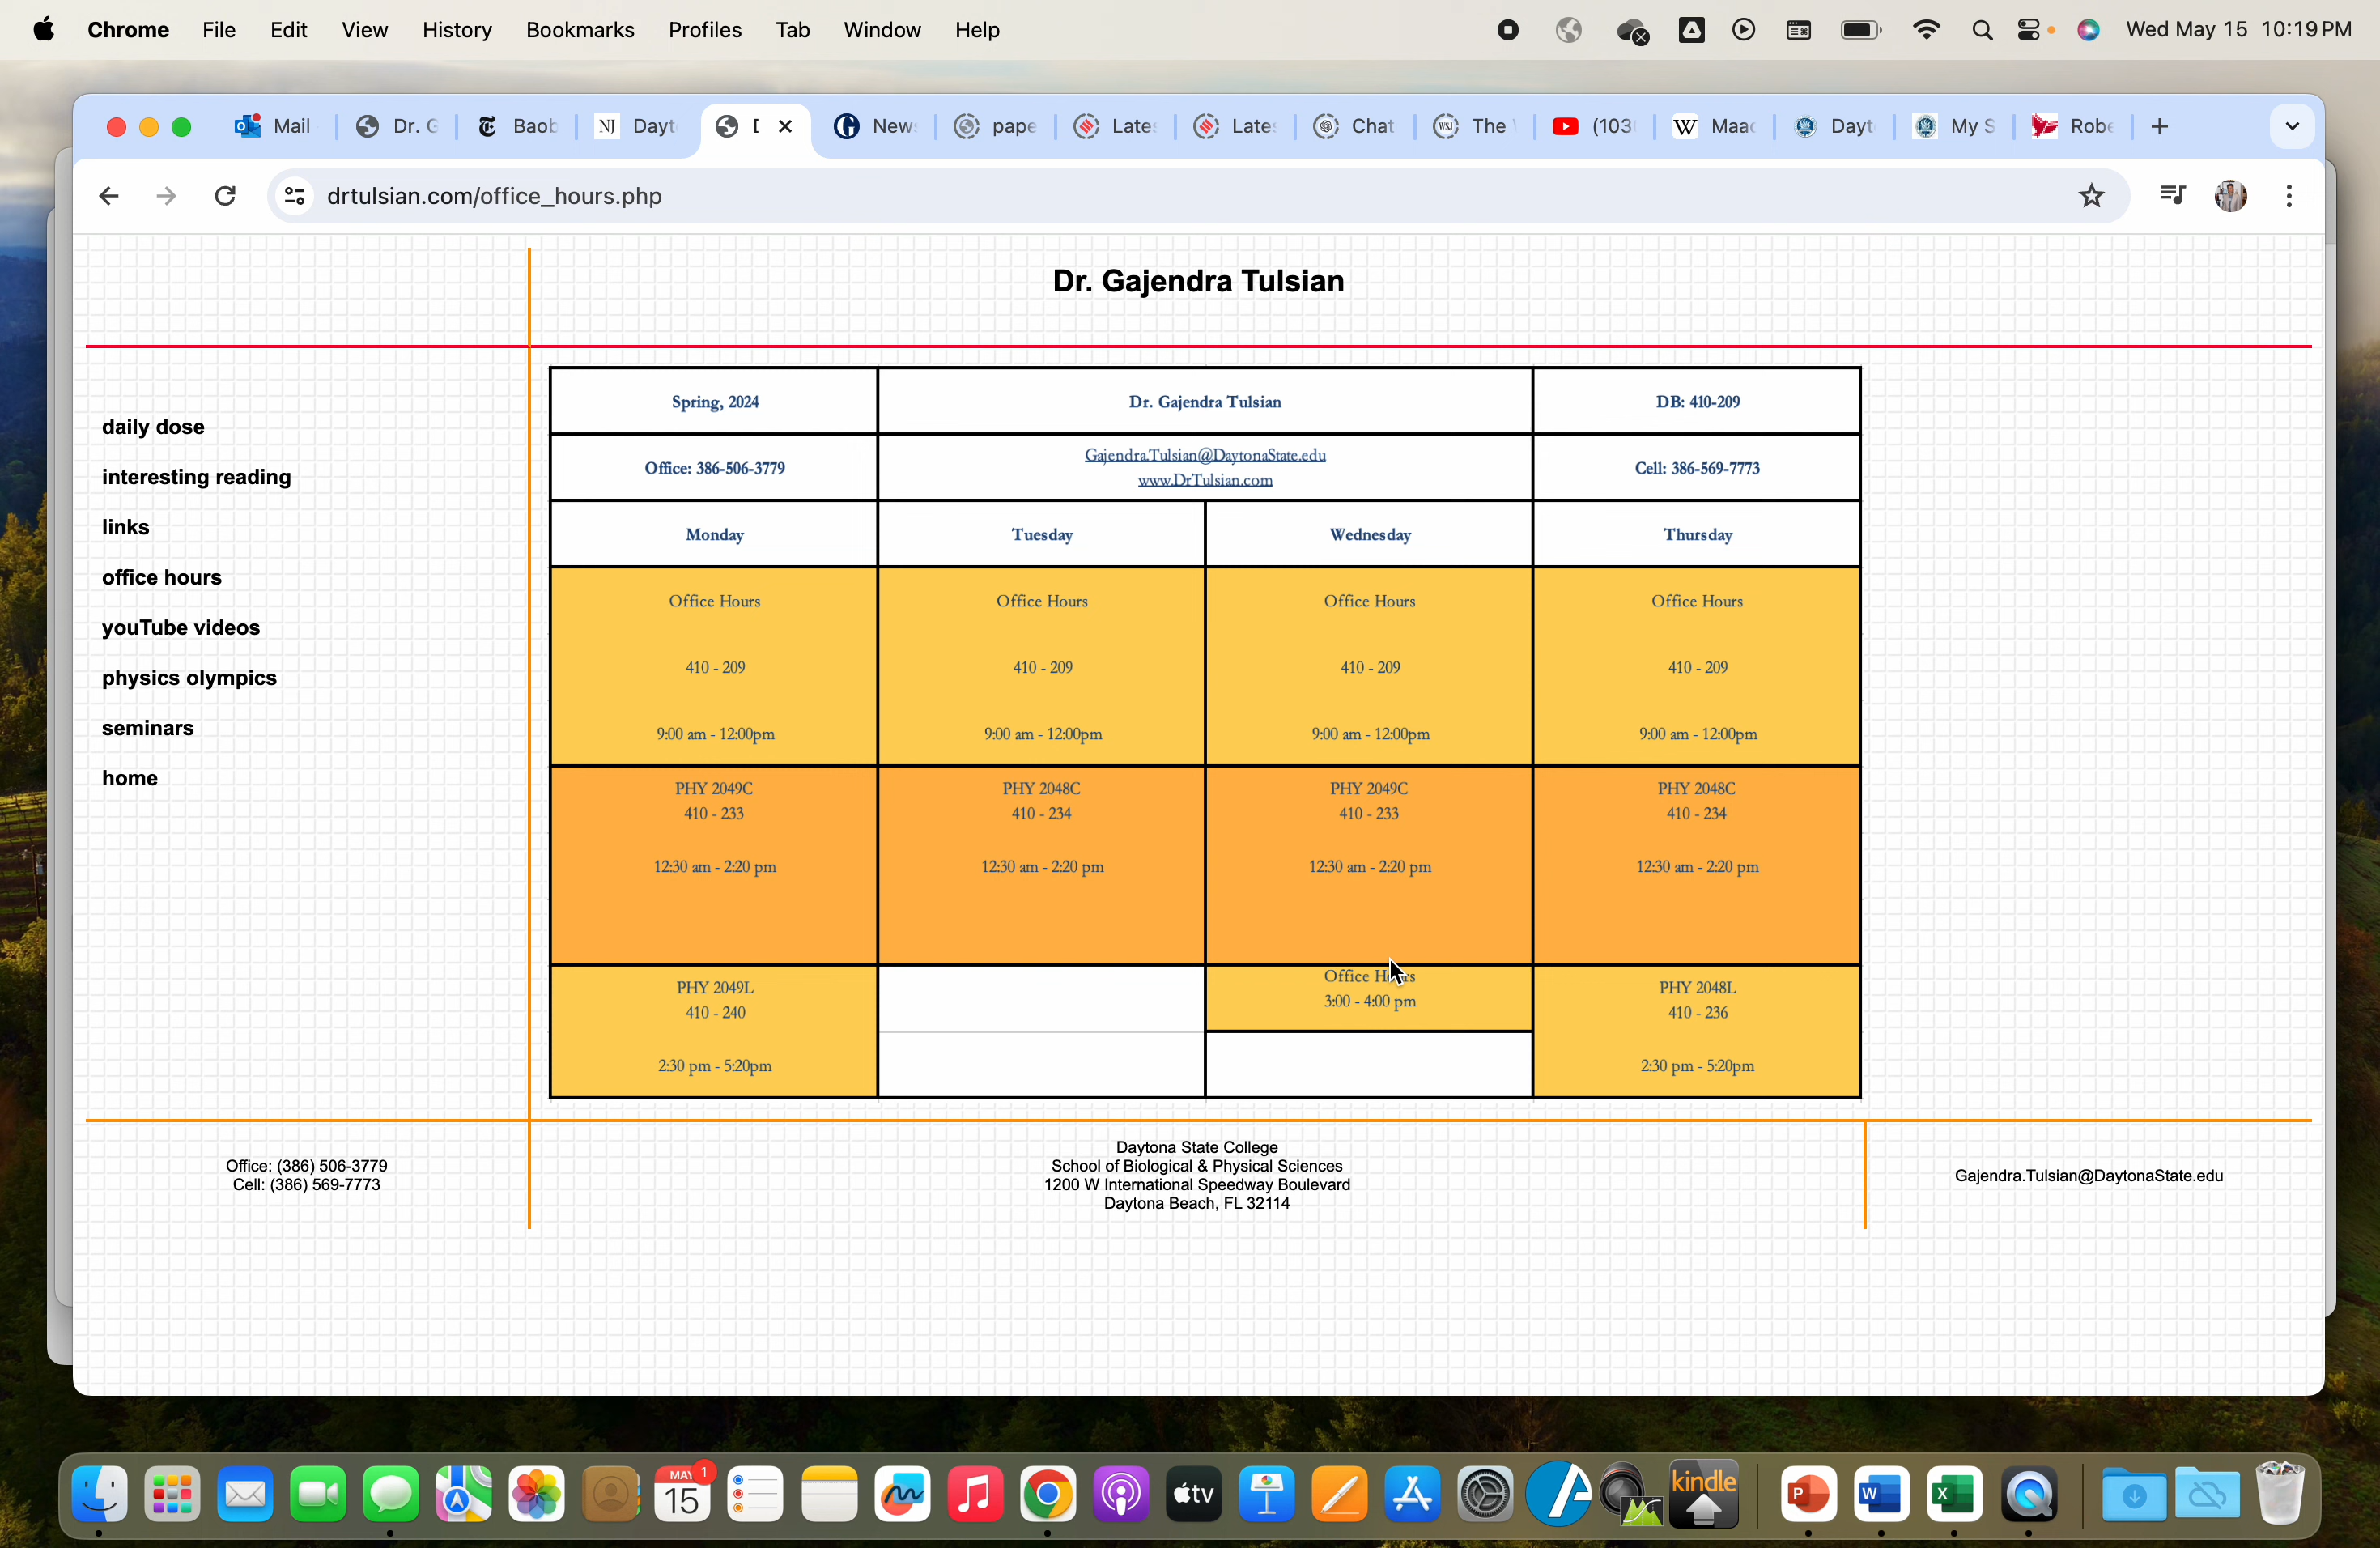 Chrome File Edit View History Bookmarks Profiles Tab Window Help Wed May 15 10:19 PM
Mail Dr. G Baob Dayt News pape Lates Lates Chat The (103 Maac Dayt My S Robe
drtulsian.com/office_hours.php
Dr. Gajendra Tulsian
daily dose
interesting reading
links
office hours
youTube videos
physics olympics
seminars
home
Spring, 2024 Dr. Gajendra Tulsian DB: 410-209
Office: 386-506-3779 Gajendra.Tulsian@DaytonaState.edu Cell: 386-569-7773
www.DrTulsian.com
Monday Tuesday Wednesday Thursday
Office Hours Office Hours Office Hours Office Hours
410 - 209 410 - 209 410 - 209 410 - 209
9:00 am - 12:00pm 9:00 am - 12:00pm 9:00 am - 12:00pm 9:00 am - 12:00pm
PHY 2049C PHY 2048C PHY 2049C PHY 2048C
410 - 233 410 - 234 410 - 233 410 - 234
12:30 am - 2:20 pm 12:30 am - 2:20 pm 12:30 am - 2:20 pm 12:30 am - 2:20 pm
PHY 2049L Office Hours PHY 2048L
410 - 240 3:00 - 4:00 pm 410 - 236
2:30 pm - 5:20pm 2:30 pm - 5:20pm
Office: (386) 506-3779
Cell: (386) 569-7773
Daytona State College
School of Biological & Physical Sciences
1200 W International Speedway Boulevard
Daytona Beach, FL 32114
Gajendra.Tulsian@DaytonaState.edu
MAY 1
15
tv
kindle
P W X